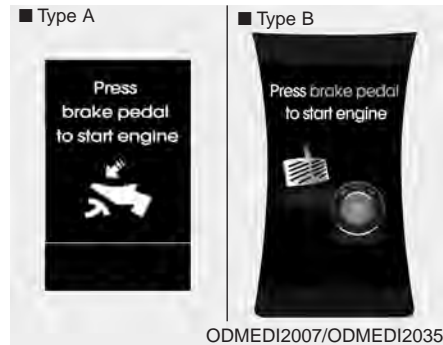 ■ Type A
Press
brake pedal
to start engine
■ Type B
Press brake pedal
to start engine
ODMEDI2007/ODMEDI2035